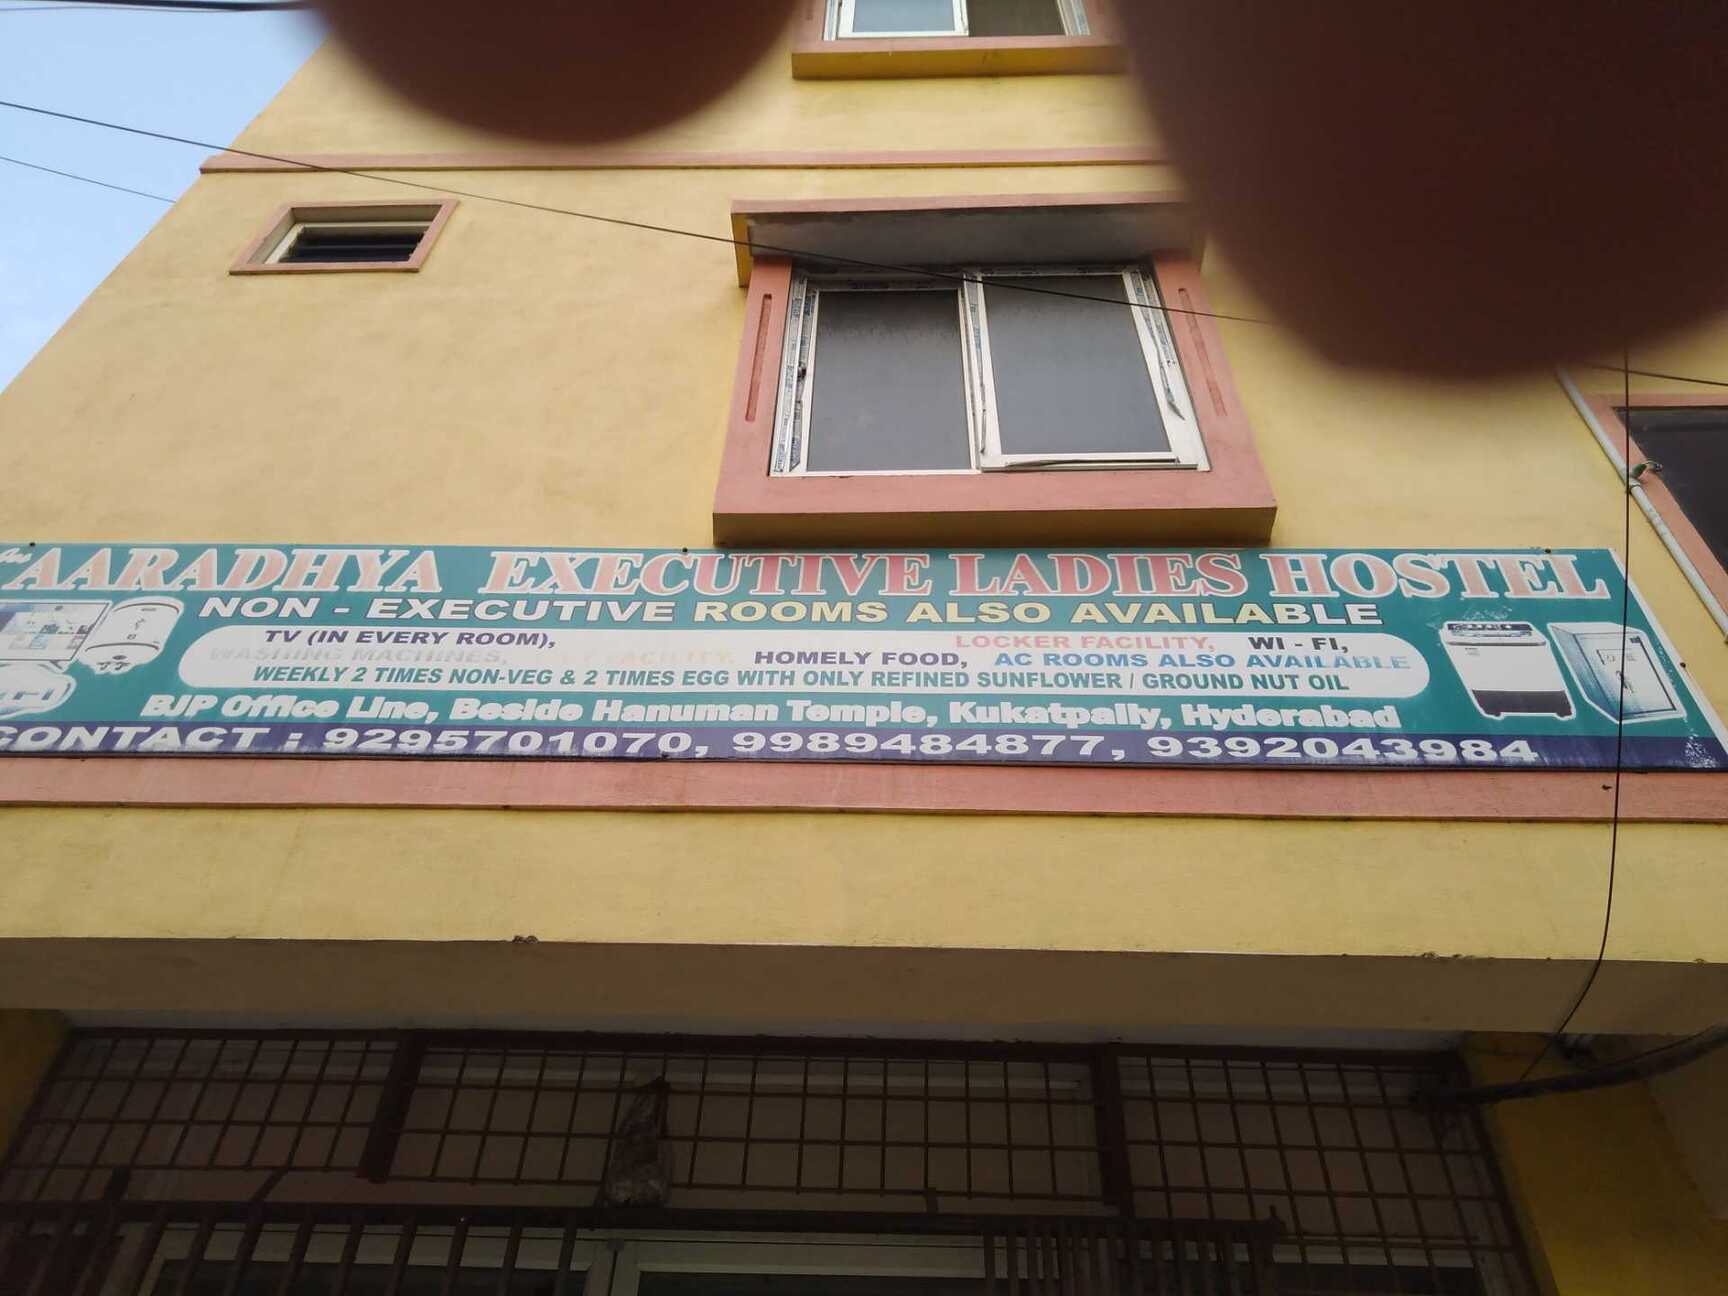 AARADHYA EXECUTIVE LADIES HOSTEL
NON - EXECUTIVE ROOMS ALSO AVAILABLE
TV (IN EVERY ROOM), LOCKER FACILITY, WI - FI,
WASHING MACHINES, FACILITY, HOMELY FOOD, AC ROOMS ALSO AVAILABLE
WEEKLY 2 TIMES NON-VEG & 2 TIMES EGG WITH ONLY REFINED SUNFLOWER / GROUND NUT OIL
BJP Office Line, Beside Hanuman Temple, Kukatpally, Hyderabad
CONTACT : 9295701070, 9989484877, 9392043984